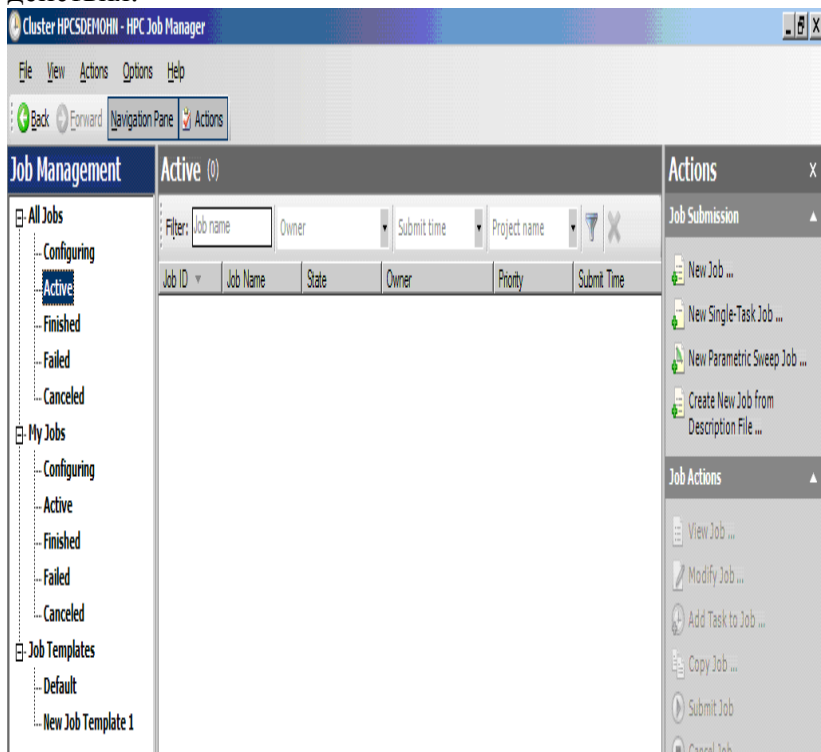 действия.
Cluster HPCSDEMOHN - HPC Job Manager
File View Actions Options Help
Back Forward Navigation Pane Actions
Job Management
All Jobs
Configuring
Active
Finished
Failed
Canceled
My Jobs
Configuring
Active
Finished
Failed
Canceled
Job Templates
Default
New Job Template 1
Active (0)
Filter: Job name Owner Submit time Project name
Job ID Job Name State Owner Priority Submit Time
Actions
Job Submission
New Job ...
New Single-Task Job ...
New Parametric Sweep Job ...
Create New Job from
Description File ...
Job Actions
View Job ...
Modify Job ...
Add Task to Job ...
Copy Job ...
Submit Job
Cancel Job